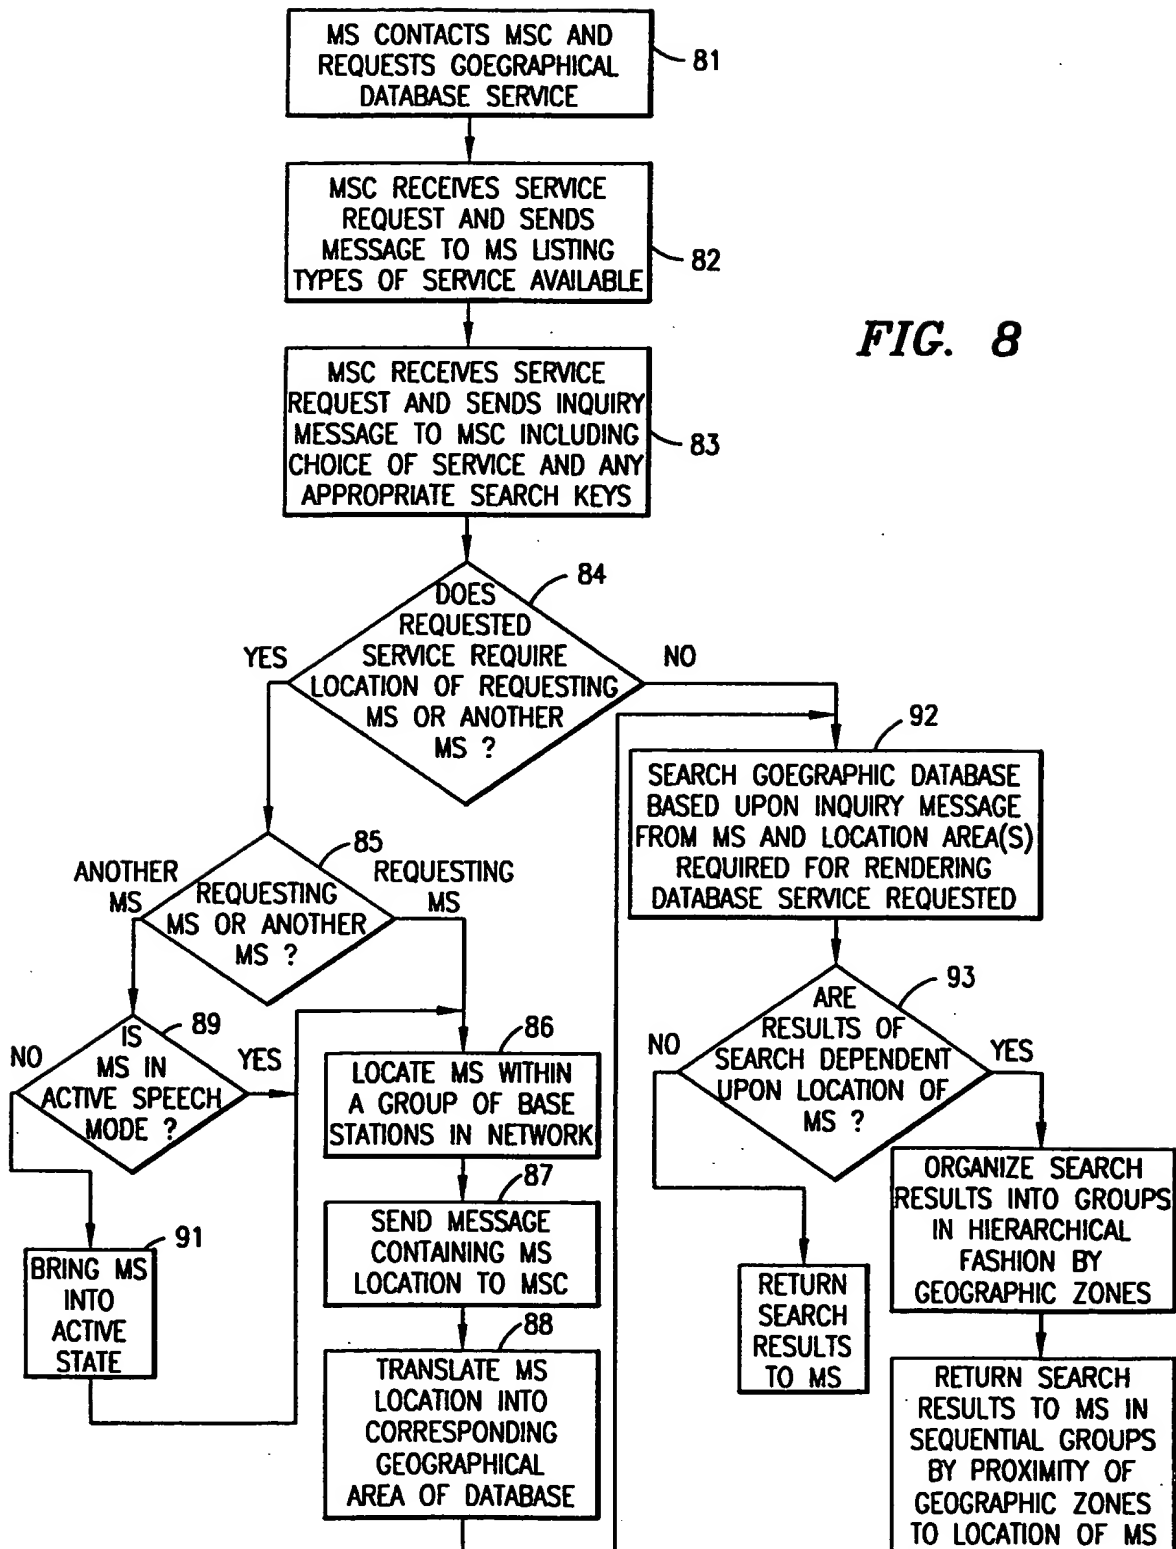 MS CONTACTS MSC AND
REQUESTS GOEGRAPHICAL
DATABASE SERVICE
81
MSC RECEIVES SERVICE
REQUEST AND SENDS
MESSAGE TO MS LISTING
TYPES OF SERVICE AVAILABLE
82
FIG. 8
MSC RECEIVES SERVICE
REQUEST AND SENDS INQUIRY
MESSAGE TO MSC INCLUDING
CHOICE OF SERVICE AND ANY
APPROPRIATE SEARCH KEYS
83
84
DOES
REQUESTED
SERVICE REQUIRE
LOCATION OF REQUESTING
MS OR ANOTHER
MS ?
YES
NO
85
ANOTHER
MS
REQUESTING
MS OR ANOTHER
MS ?
REQUESTING
MS
92
SEARCH GOEGRAPHIC DATABASE
BASED UPON INQUIRY MESSAGE
FROM MS AND LOCATION AREA(S)
REQUIRED FOR RENDERING
DATABASE SERVICE REQUESTED
89
NO
IS
MS IN
ACTIVE SPEECH
MODE ?
YES
86
LOCATE MS WITHIN
A GROUP OF BASE
STATIONS IN NETWORK
93
NO
ARE
RESULTS OF
SEARCH DEPENDENT
UPON LOCATION OF
MS ?
YES
87
SEND MESSAGE
CONTAINING MS
LOCATION TO MSC
91
BRING MS
INTO
ACTIVE
STATE
88
TRANSLATE MS
LOCATION INTO
CORRESPONDING
GEOGRAPHICAL
AREA OF DATABASE
RETURN
SEARCH
RESULTS
TO MS
ORGANIZE SEARCH
RESULTS INTO GROUPS
IN HIERARCHICAL
FASHION BY
GEOGRAPHIC ZONES
RETURN SEARCH
RESULTS TO MS IN
SEQUENTIAL GROUPS
BY PROXIMITY OF
GEOGRAPHIC ZONES
TO LOCATION OF MS